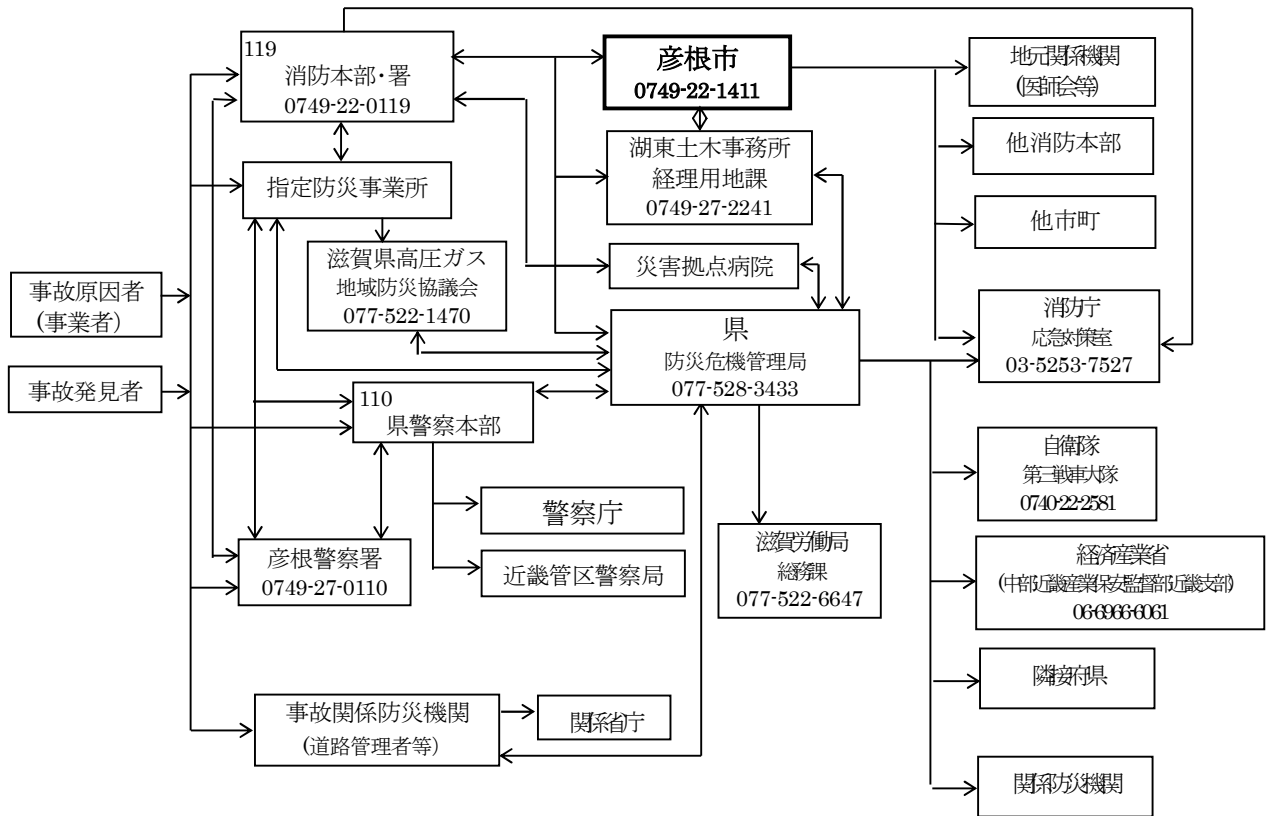 119
消防本部・署
0749-22-0119
彦根市
0749-22-1411
地元関係機関
(医師会等)
他消防本部
湖東土木事務所
経理用地課
0749-27-2241
指定防災事業所
他市町
滋賀県高圧ガス
地域防災協議会
077-522-1470
災害拠点病院
事故原因者
(事業者)
県
防災危機管理局
077-528-3433
消防庁
応急対策室
03-5253-7527
事故発見者
110
県警察本部
自衛隊
第三戦車大隊
0740-22-2581
警察庁
近畿管区警察局
彦根警察署
0749-27-0110
滋賀労働局
総務課
077-522-6647
経済産業省
(中部近畿産業保安監督部近畿支部)
06-6966-6061
隣接府県
事故関係防災機関
(道路管理者等)
関係省庁
関係防災機関